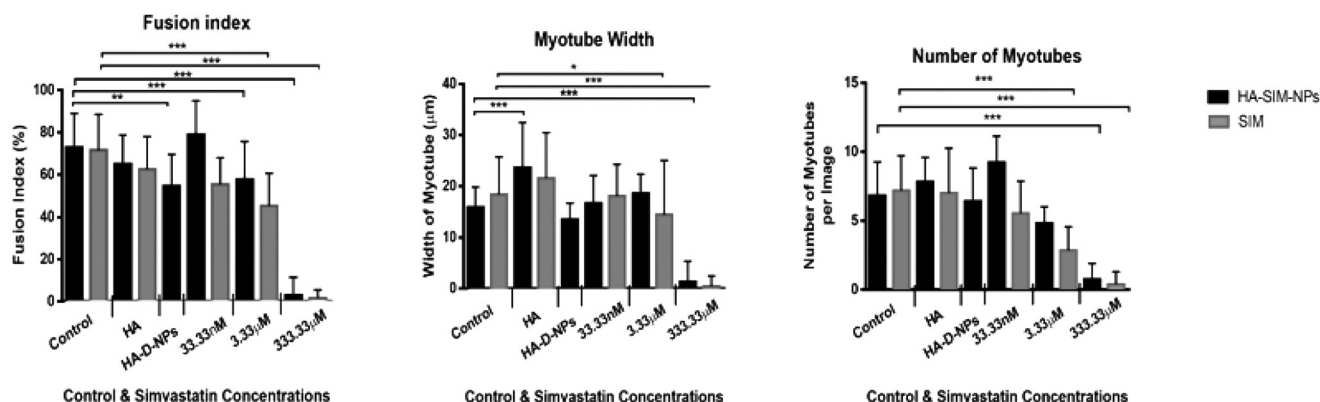 Fusion index
***
***
***
***
**
100
80
60
40
20
0
Fusion Index (%)
Control
HA
HA-D-NPs
33.33nM
3.33μM
333.33μM
Control & Simvastatin Concentrations
Myotube Width
*
***
***
***
40
30
20
10
0
Width of Myotube (μm)
Control
HA
HA-D-NPs
33.33nM
3.33μM
333.33μM
Control & Simvastatin Concentrations
Number of Myotubes
***
***
***
15
10
5
0
Number of Myotubes
per Image
Control
HA
HA-D-NPs
33.33nM
3.33μM
333.33μM
Control & Simvastatin Concentrations
HA-SIM-NPs
SIM